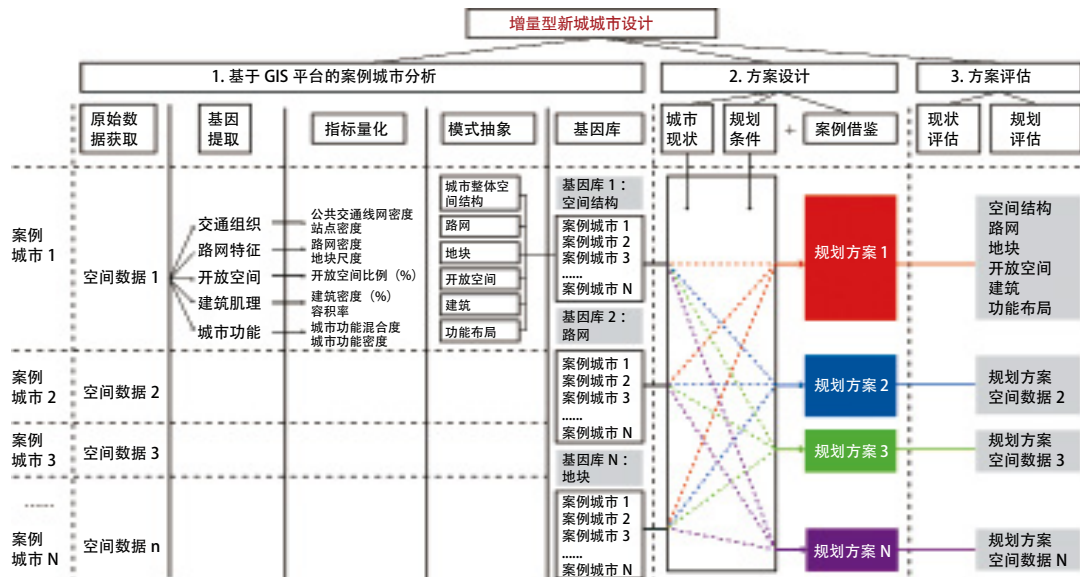 增量型新城城市设计
1. 基于 GIS 平台的案例城市分析
2. 方案设计
3. 方案评估
原始数
据获取
基因
提取
指标量化
模式抽象
基因库
城市
现状
规划
条件
+
案例借鉴
现状
评估
规划
评估
案例
城市 1
空间数据 1
交通组织
路网特征
开放空间
建筑肌理
城市功能
公共交通线网密度
站点密度
路网密度
地块尺度
开放空间比例（%）
建筑密度（%）
容积率
城市功能混合度
城市功能密度
城市整体空
间结构
路网
地块
开放空间
建筑
功能布局
基因库 1：
空间结构
案例城市 1
案例城市 2
案例城市 3
......
案例城市 N
基因库 2：
路网
规划方案 1
空间结构
路网
地块
开放空间
建筑
功能布局
案例
城市 2
空间数据 2
案例城市 1
案例城市 2
案例城市 3
......
案例城市 N
规划方案 2
规划方案
空间数据 2
案例
城市 3
空间数据 3
基因库 N：
地块
规划方案 3
规划方案
空间数据 3
......
案例
城市 N
空间数据 n
案例城市 1
案例城市 2
案例城市 3
......
案例城市 N
规划方案 N
规划方案
空间数据 N